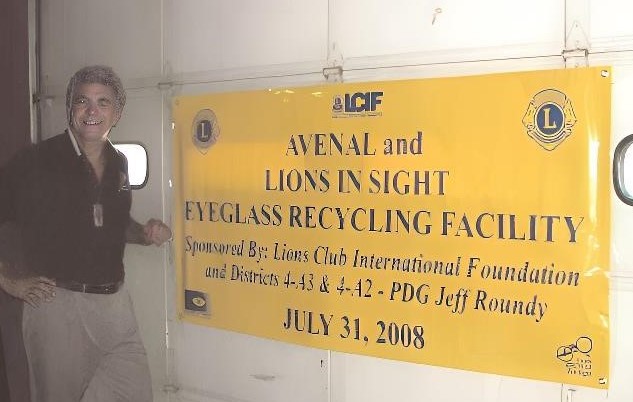 LCIF
L
L
AVENAL and
LIONS IN SIGHT
EYEGLASS RECYCLING FACILITY
Sponsored By: Lions Club International Foundation
and Districts 4-A3 & 4-A2 - PDG Jeff Roundy
JULY 31, 2008